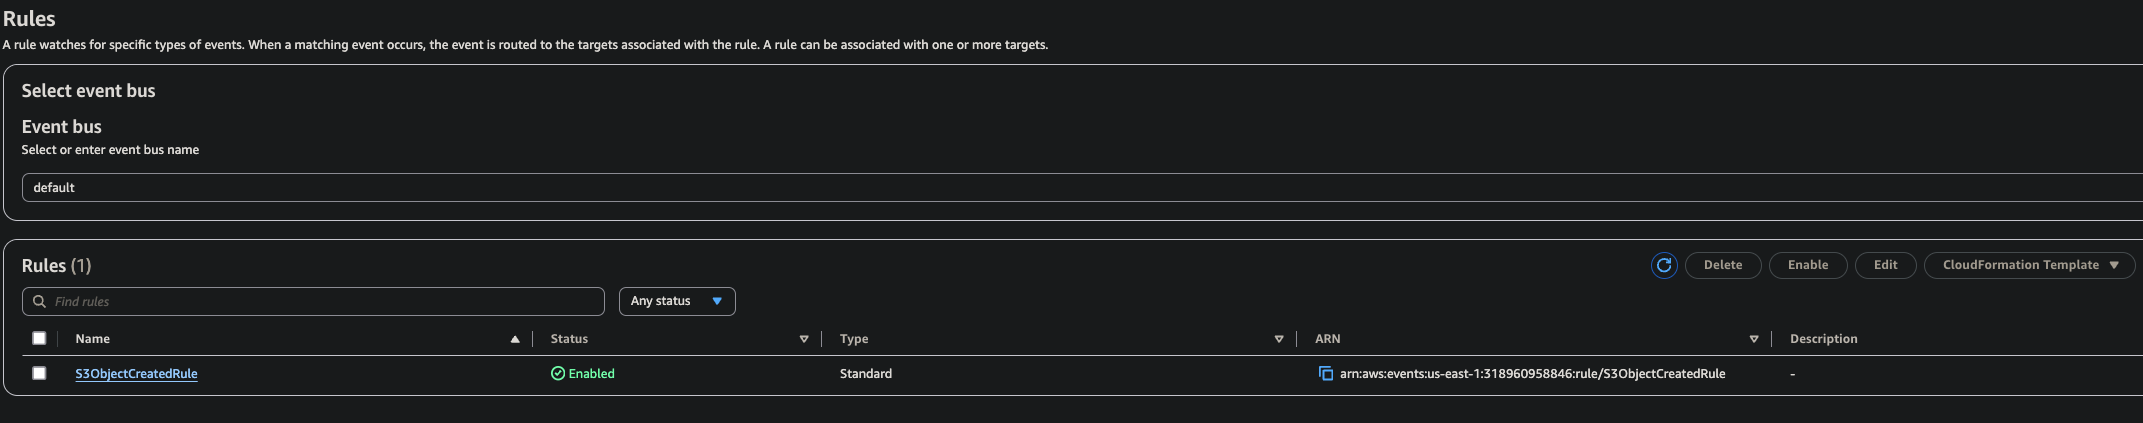 Rules
A rule watches for specific types of events. When a matching event occurs, the event is routed to the targets associated with the rule. A rule can be associated with one or more targets.
Select event bus
Event bus
Select or enter event bus name
default
Rules (1)
Delete
Enable
Edit
CloudFormation Template
Find rules
Any status
Name
Status
Type
ARN
Description
S3ObjectCreatedRule
Enabled
Standard
arn:aws:events:us-east-1:318960958846:rule/S3ObjectCreatedRule
-